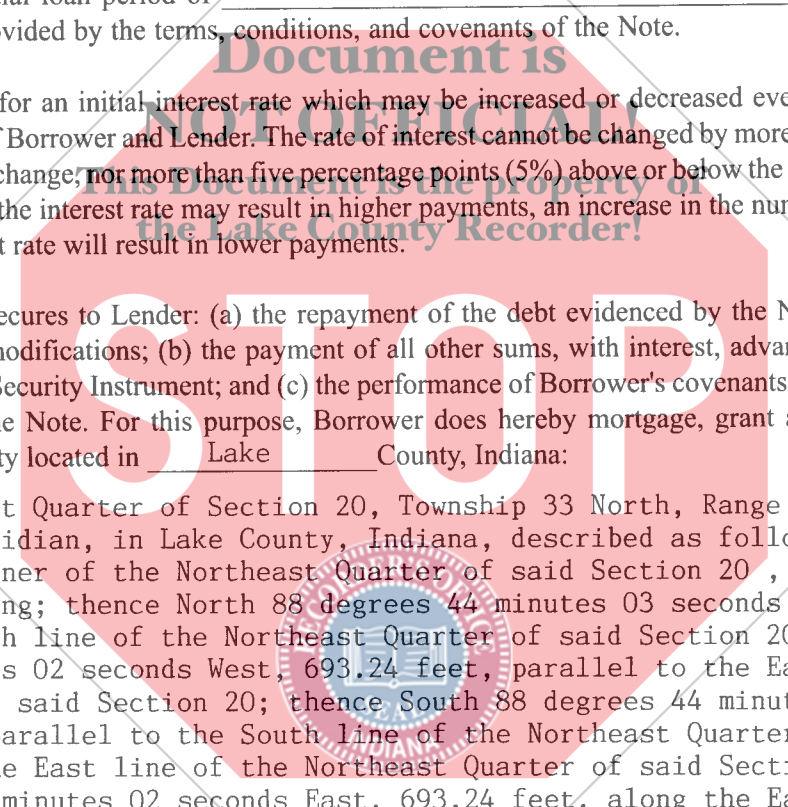 cial loan period of
ovided by the terms, conditions, and covenants of the Note.
Document is
for an initial interest rate which may be increased or decreased eve
NOT OFFICIAL!
f Borrower and Lender. The rate of interest cannot be changed by more
change, nor more than five percentage points (5%) above or below the
This Document is the property of
the interest rate may result in higher payments, an increase in the nu
the Lake County Recorder!
t rate will result in lower payments.
STOP
ecures to Lender: (a) the repayment of the debt evidenced by the N
nodifications; (b) the payment of all other sums, with interest, advan
Security Instrument; and (c) the performance of Borrower's covenants
he Note. For this purpose, Borrower does hereby mortgage, grant a
ty located in Lake County, Indiana:
t Quarter of Section 20, Township 33 North, Range
idian, in Lake County, Indiana, described as follo
ner of the Northeast Quarter of said Section 20 ,
ng; thence North 88 degrees 44 minutes 03 seconds
h line of the Northeast Quarter of said Section 20
s 02 seconds West, 693.24 feet, parallel to the Ea
said Section 20; thence South 88 degrees 44 minut
parallel to the South line of the Northeast Quarter
e East line of the Northeast Quarter of said Secti
minutes 02 seconds East, 693.24 feet, along the Ea
SEAL
INDIANA